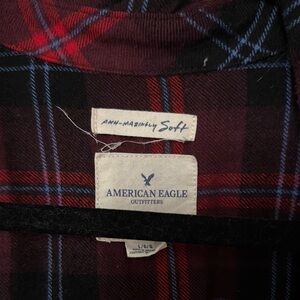 AHH-MAZINGLY Soft
AMERICAN EAGLE
OUTFITTERS
L/G/G